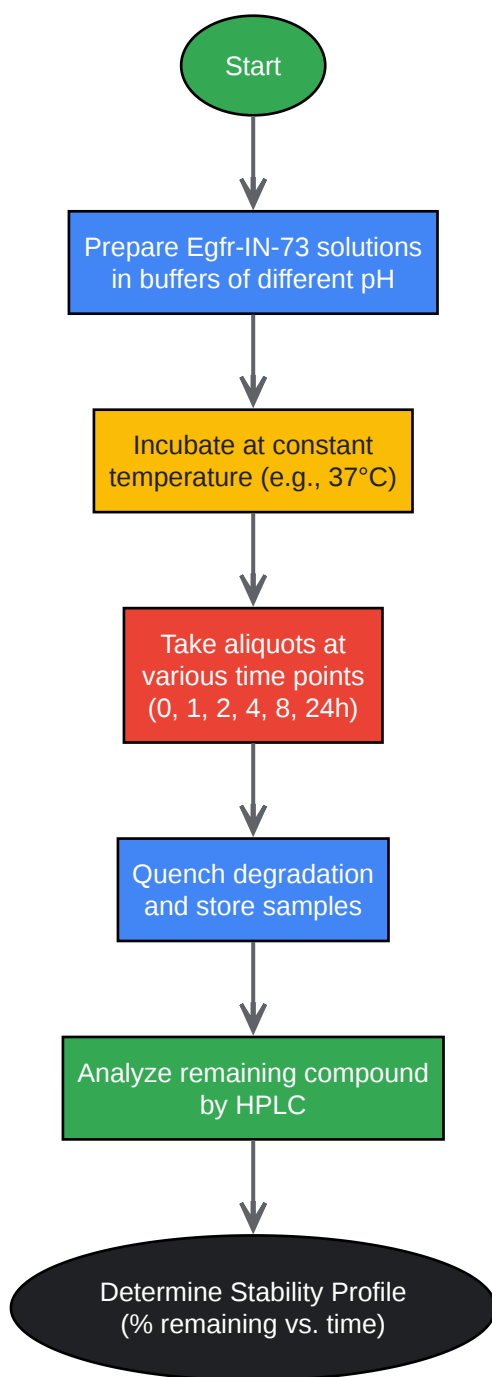 Start
Prepare Egfr-IN-73 solutions
in buffers of different pH
Incubate at constant
temperature (e.g., 37°C)
Take aliquots at
various time points
(0, 1, 2, 4, 8, 24h)
Quench degradation
and store samples
Analyze remaining compound
by HPLC
Determine Stability Profile
(% remaining vs. time)